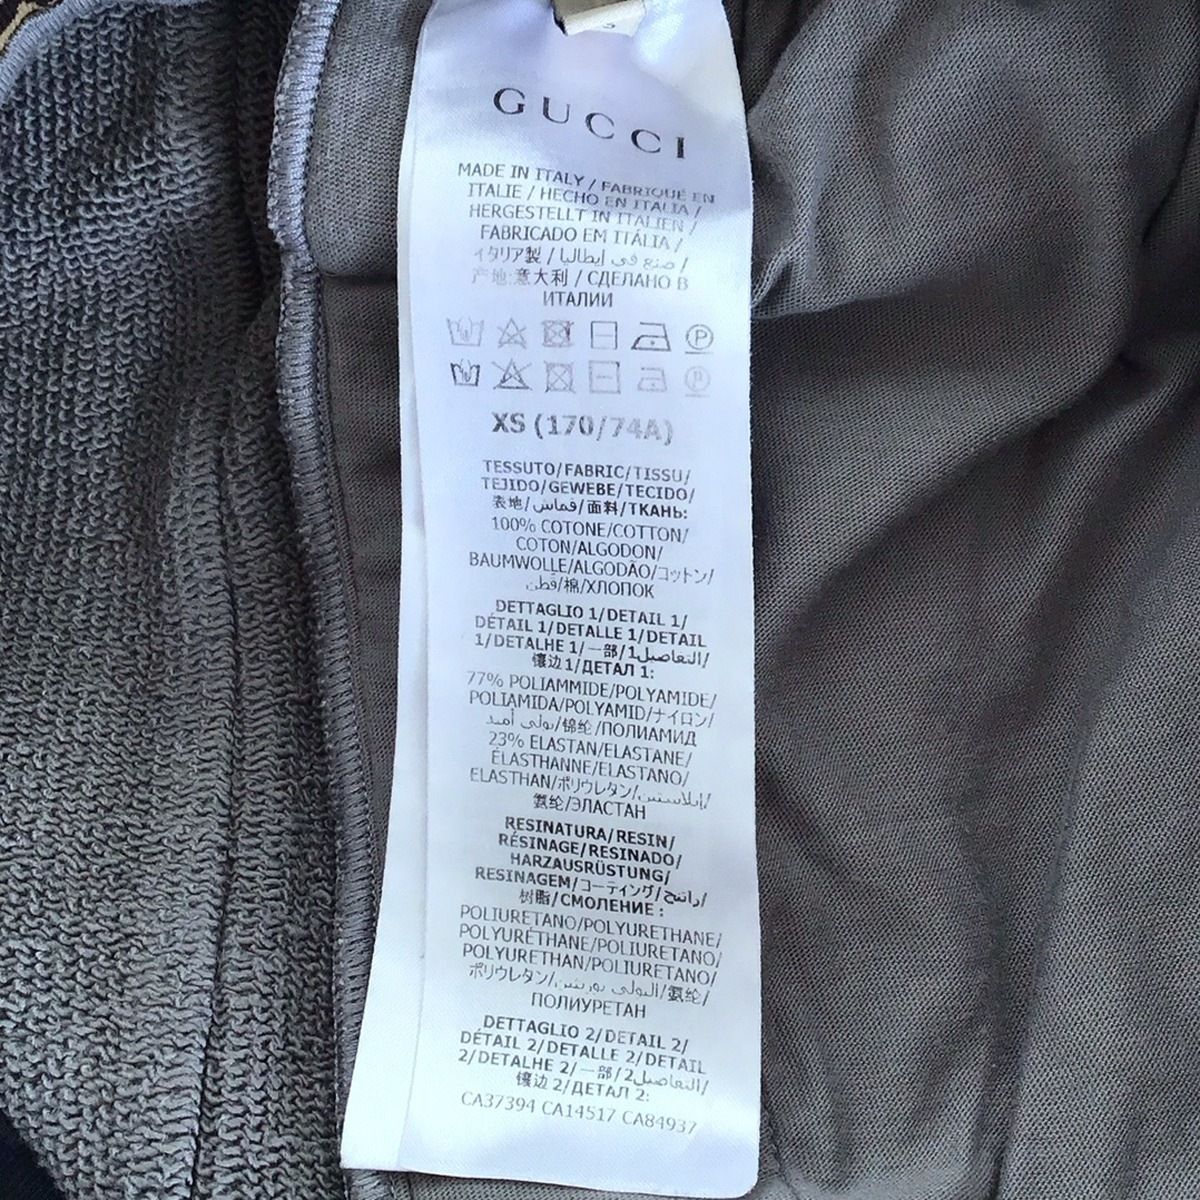 GUCCI
MADE IN ITALY / FABRIQUÉ EN
ITALIE / HECHO EN ITALIA /
HERGESTELLT IN ITALIEN /
FABRICADO EM ITÁLIA /
イタリア製 / صنع في إيطاليا /
产地:意大利 / СДЕЛАНО В
ИТАЛИИ
XS (170/74A)
TESSUTO/FABRIC/TISSU/
TEJIDO/GEWEBE/TECIDO/
表地/قماش/面料/ТКАНЬ:
100% COTONE/COTTON/
COTON/ALGODON/
BAUMWOLLE/ALGODÃO/コットン/
قطن/棉/ХЛОПОК
DETTAGLIO 1/DETAIL 1/
DÉTAIL 1/DETALLE 1/DETAIL
1/DETALHE 1/一部/1التفاصيل/
镶边1/ДЕТАЛ 1:
77% POLIAMMIDE/POLYAMIDE/
POLIAMIDA/POLYAMID/ナイロン/
بولي أميد/锦纶/ПОЛИАМИД
23% ELASTAN/ELASTANE/
ÉLASTHANNE/ELASTANO/
ELASTHAN/ポリウレタン/إيلاستين/
氨纶/ЭЛАСТАН
RESINATURA/RESIN/
RÉSINAGE/RESINADO/
HARZAUSRÜSTUNG/
RESINAGEM/コーティング/راتنج/
树脂/СМОЛЕНИЕ :
POLIURETANO/POLYURETHANE/
POLYURÉTHANE/POLIURETANO/
POLYURETHAN/POLIURETANO/
ポリウレタン/البولي يوريثين/氨纶/
ПОЛИУРЕТАН
DETTAGLIO 2/DETAIL 2/
DÉTAIL 2/DETALLE 2/DETAIL
2/DETALHE 2/一部/2التفاصيل/
镶边 2/ДЕТАЛ 2:
CA37394 CA14517 CA84937